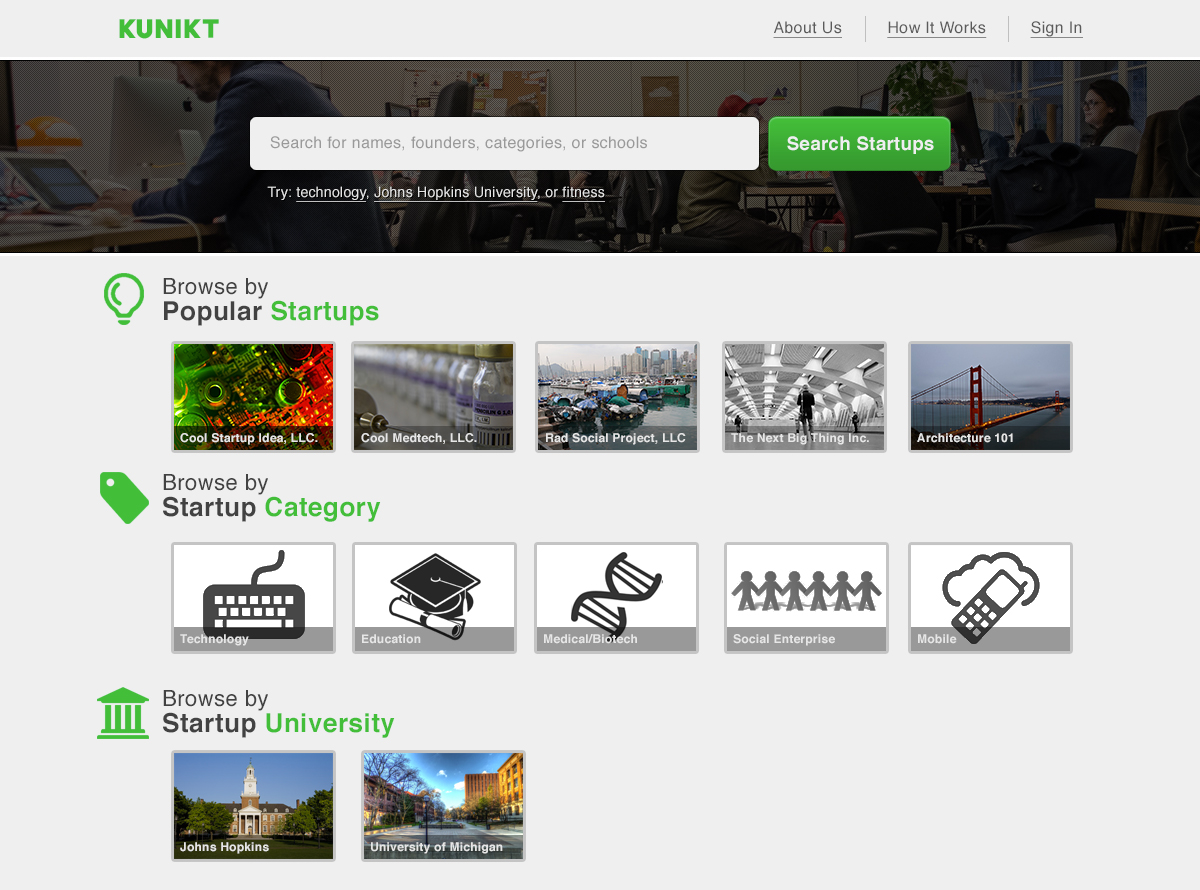 KUNIKT
About Us
How It Works
Sign In
Search for names, founders, categories, or schools
Search Startups
Try: technology, Johns Hopkins University, or fitness
Browse by
Popular Startups
Cool Startup Idea, LLC.
Cool Medtech, LLC.
Rad Social Project, LLC
The Next Big Thing Inc.
Architecture 101
Browse by
Startup Category
Technology
Education
Medical/Biotech
Social Enterprise
Mobile
Browse by
Startup University
Johns Hopkins
University of Michigan